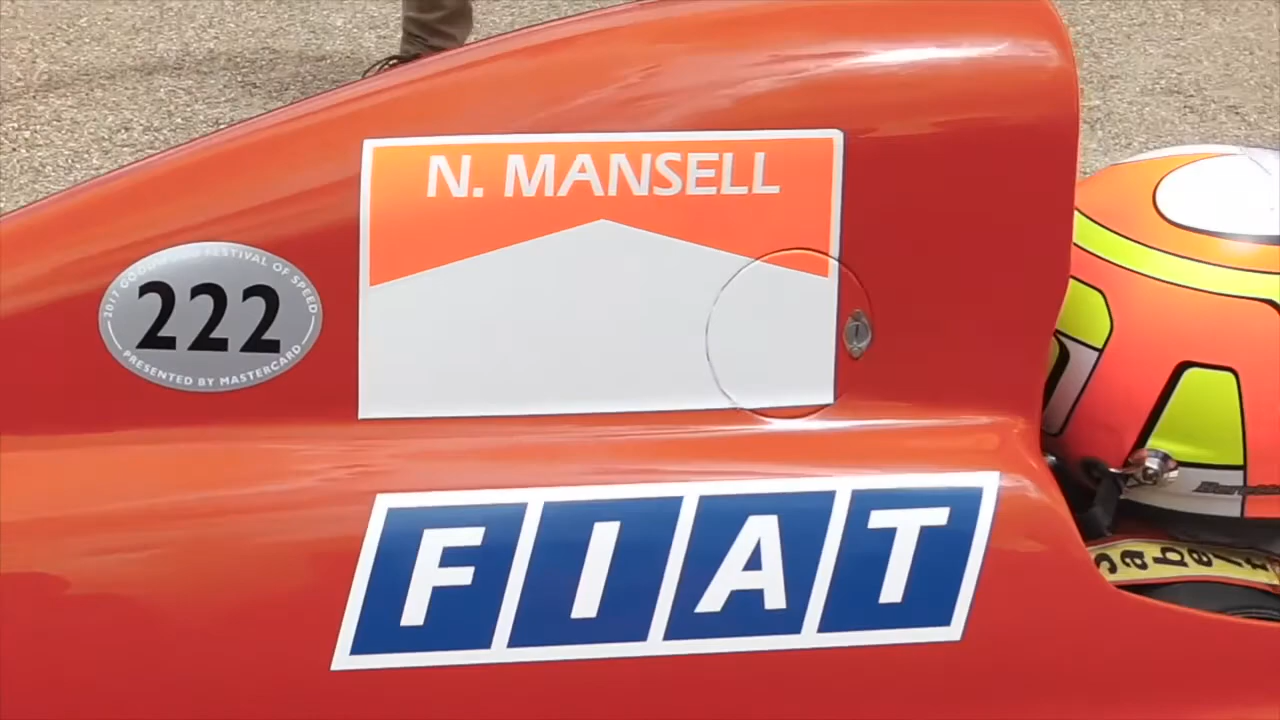 N. MANSELL
2017 GOODWOOD FESTIVAL OF SPEED
222
PRESENTED BY MASTERCARD
FIAT